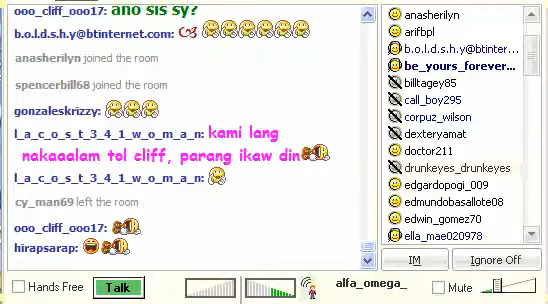 ooo_cliff_ooo17: ano sis sy?
b.o.l.d.s.h.y@btinternet.com:
anasherilyn joined the room
spencerbill68 joined the room
gonzaleskrizzy:
l_a_c_o_s_t_3_4_1_w_o_m_a_n: kami lang
nakaaalam tol cliff, parang ikaw din
l_a_c_o_s_t_3_4_1_w_o_m_a_n:
cy_man69 left the room
ooo_cliff_ooo17:
hirapsarap:
anasherilyn
arifbpl
b.o.l.d.s.h.y@btinter...
be_yours_forever...
billtagey85
call_boy295
corpuz_wilson
dexteryamat
doctor211
drunkeyes_drunkeyes
edgardopogi_009
edmundobasallote08
edwin_gomez70
ella_mae020978
IM
Ignore Off
Hands Free
Talk
alfa_omega_
Mute